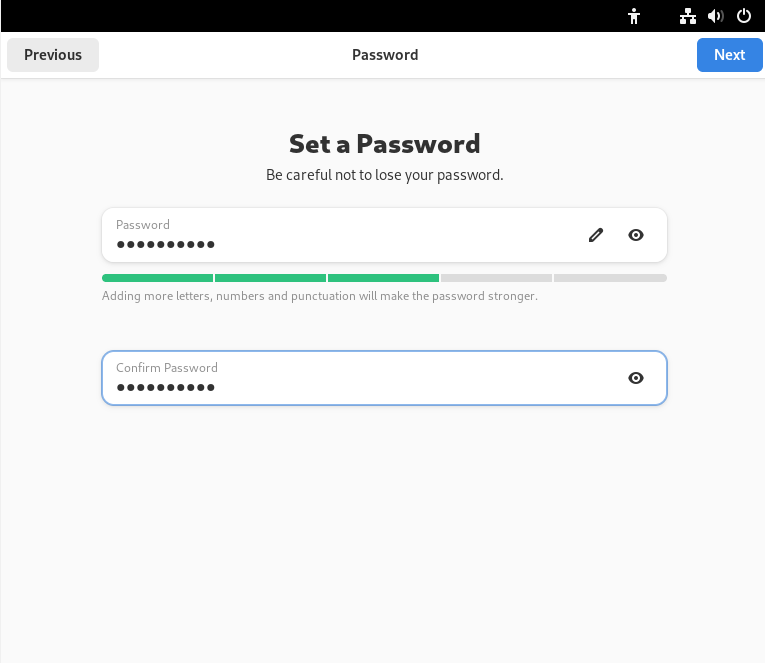 Previous
Password
Next
Set a Password
Be careful not to lose your password.
Password
●●●●●●●●●●
Adding more letters, numbers and punctuation will make the password stronger.
Confirm Password
●●●●●●●●●●